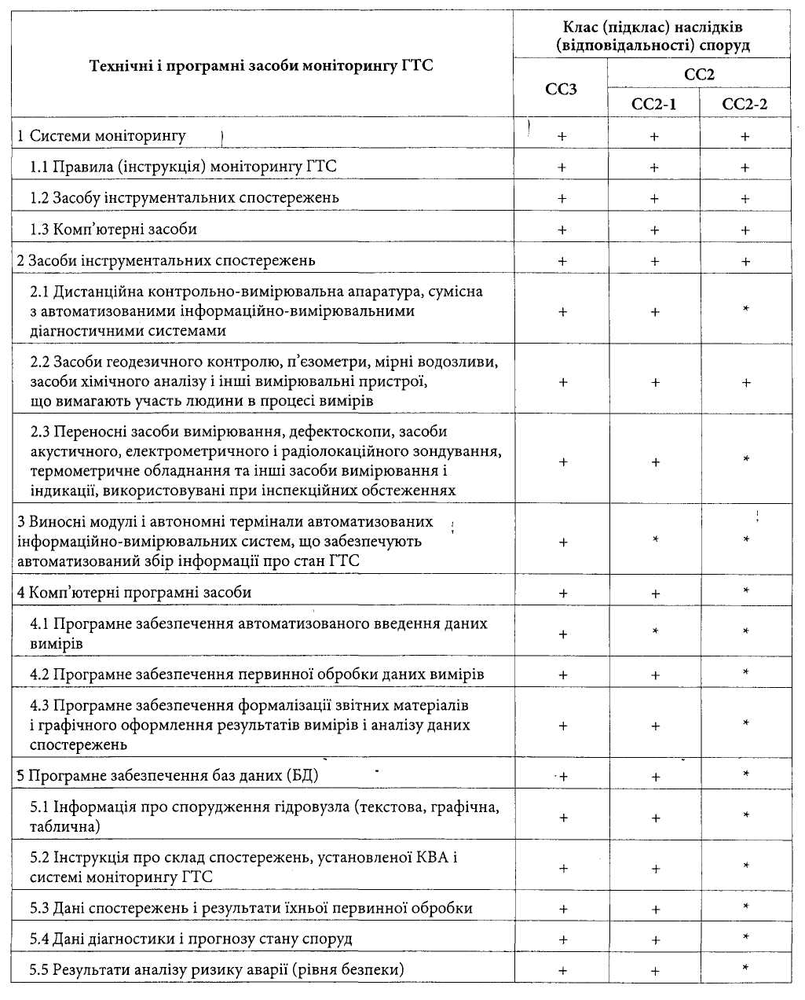 Технічні і програмні засоби моніторингу ГТС
Клас (підклас) наслідків
(відповідальності) споруд
СС3
СС2
СС2-1
СС2-2
1 Системи моніторингу + + +
1.1 Правила (інструкція) моніторингу ГТС + + +
1.2 Засобу інструментальних спостережень + + +
1.3 Комп’ютерні засоби + + +
2 Засоби інструментальних спостережень + + +
2.1 Дистанційна контрольно-вимірювальна апаратура, сумісна
з автоматизованими інформаційно-вимірювальними + + *
діагностичними системами
2.2 Засоби геодезичного контролю, п’єзометри, мірні водозливи,
засоби хімічного аналізу і інші вимірювальні пристрої, + + +
що вимагають участь людини в процесі вимірів
2.3 Переносні засоби вимірювання, дефектоскопи, засоби
акустичного, електрометричного і радіолокаційного зондування, + + *
термометричне обладнання та інші засоби вимірювання і
індикації, використовувані при інспекційних обстеженнях
3 Виносні модулі і автономні термінали автоматизованих
інформаційно-вимірювальних систем, що забезпечують + * *
автоматизований збір інформації про стан ГТС
4 Комп’ютерні програмні засоби + + *
4.1 Програмне забезпечення автоматизованого введення даних + * *
вимірів
4.2 Програмне забезпечення первинної обробки даних вимірів + + *
4.3 Програмне забезпечення формалізації звітних матеріалів
і графічного оформлення результатів вимірів і аналізу даних + + *
спостережень
5 Програмне забезпечення баз даних (БД) + + *
5.1 Інформація про спорудження гідровузла (текстова, графічна, + + *
таблична)
5.2 Інструкція про склад спостережень, установленої КВА і + + *
системі моніторингу ГТС
5.3 Дані спостережень і результати їхньої первинної обробки + + *
5.4 Дані діагностики і прогнозу стану споруд + + *
5.5 Результати аналізу ризику аварії (рівня безпеки) + + *